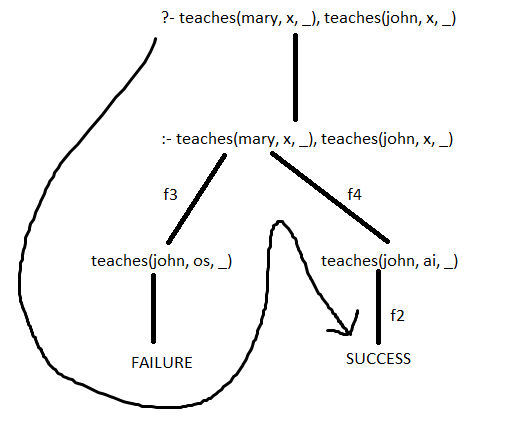 ?- teaches(mary, x, _), teaches(john, x, _)
:- teaches(mary, x, _), teaches(john, x, _)
f3
f4
teaches(john, os, _)
teaches(john, ai, _)
f2
FAILURE
SUCCESS